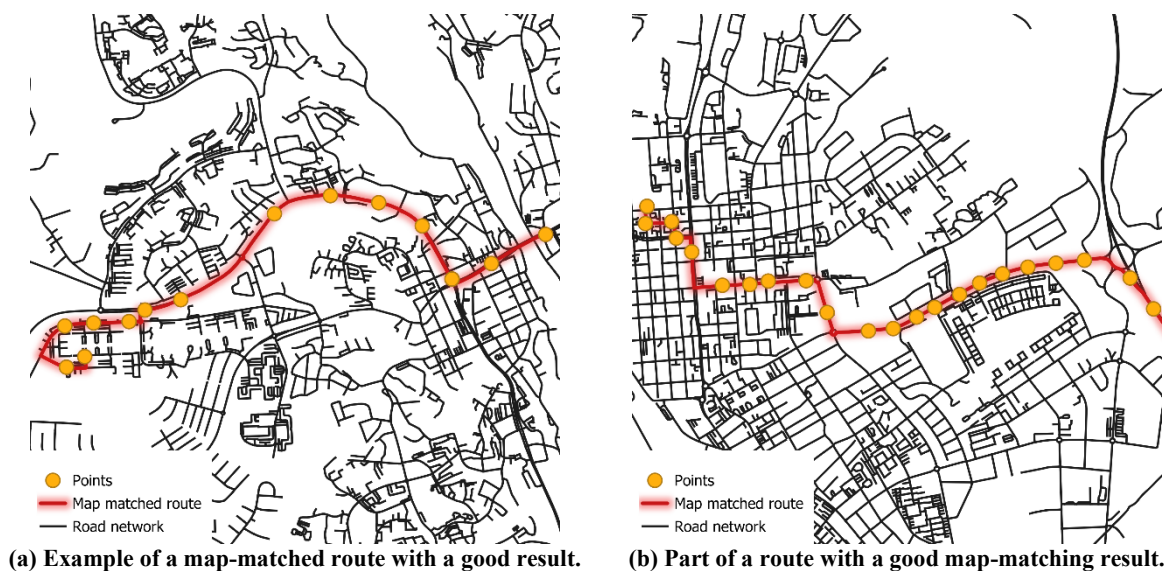 Points
Map matched route
Road network
(a) Example of a map-matched route with a good result.
Points
Map matched route
Road network
(b) Part of a route with a good map-matching result.